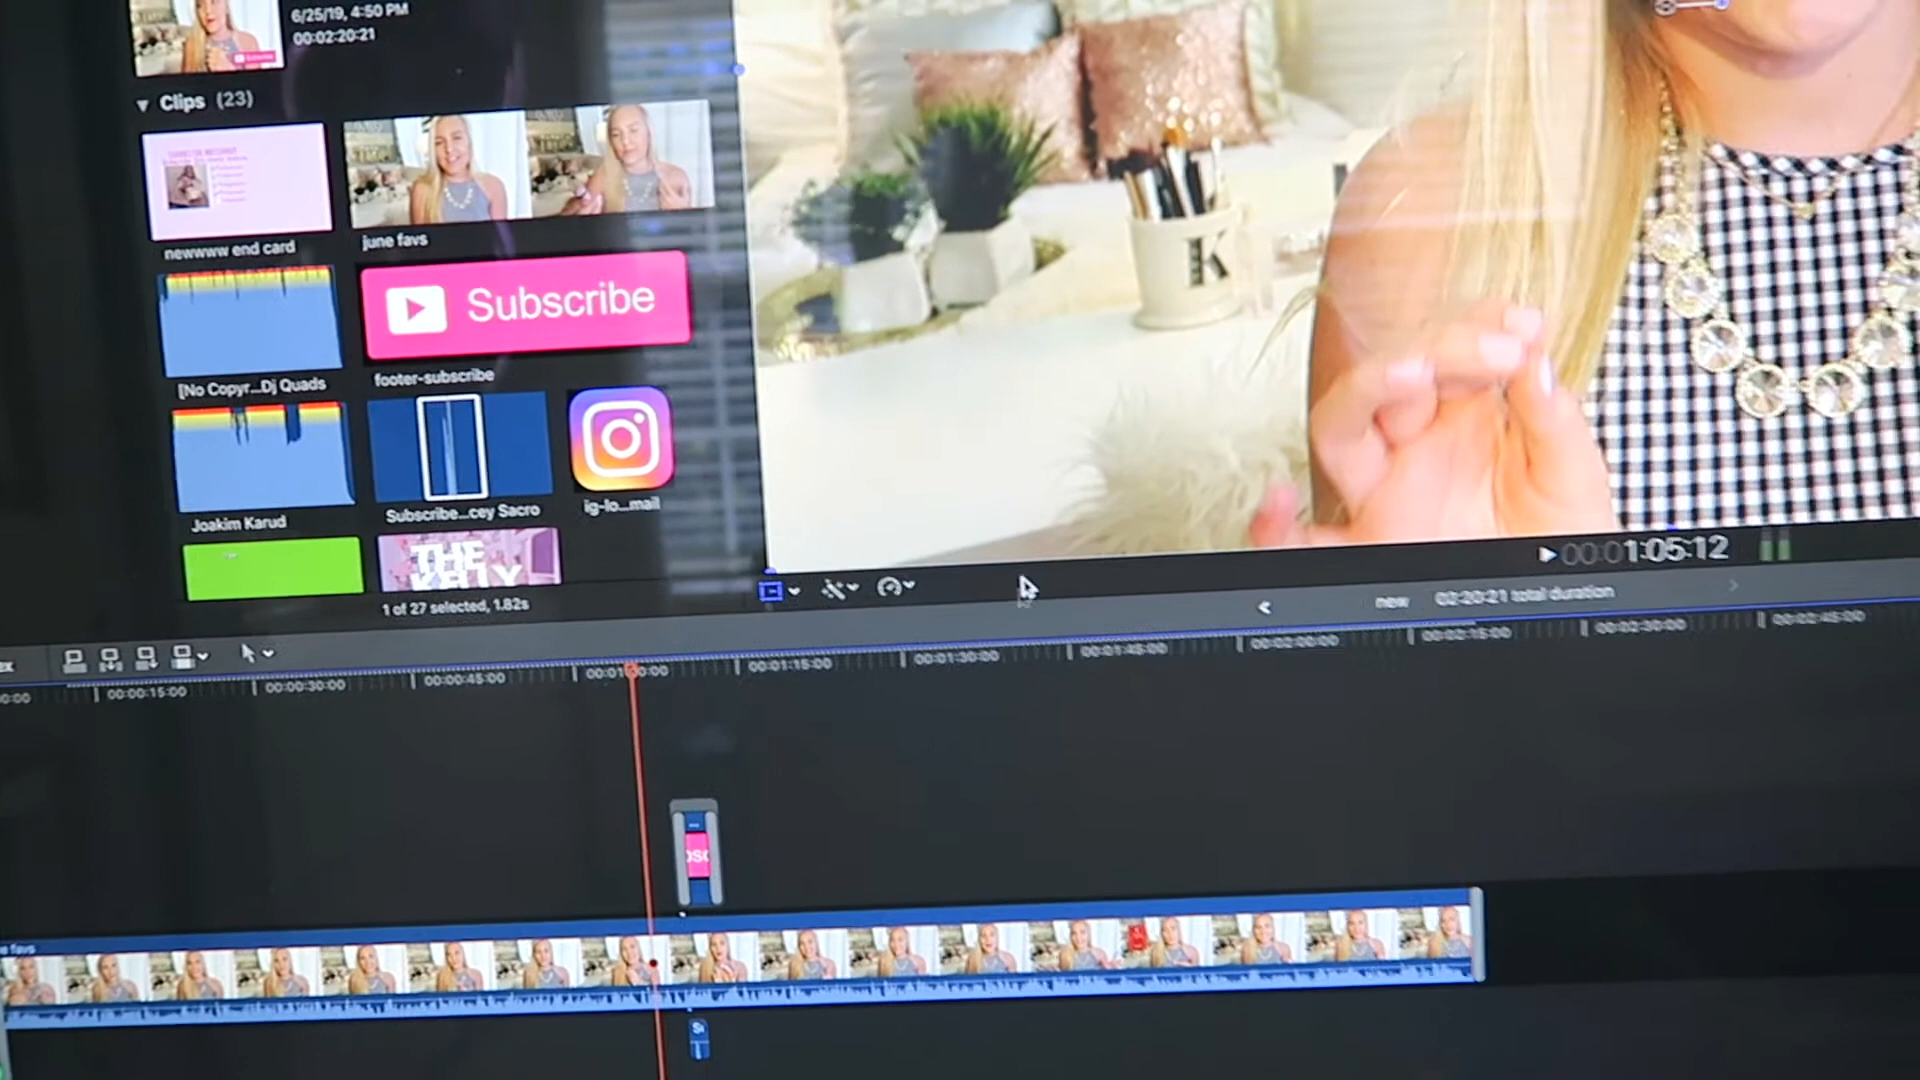 6/25/19, 4:50 PM
00:02:20:21
Clips (23)
newwww end card
june favs
Subscribe
[No Copyr...Dj Quads
footer-subscribe
Joakim Karud
Subscribe...cey Sacro
ig-lo...mail
THE
KELLY
1 of 27 selected, 1.82s
K
00:01:05:12
new
02:20:21 total duration
00:00:15:00
00:00:30:00
00:00:45:00
00:01:15:00
00:01:30:00
00:01:45:00
00:02:00:00
00:02:15:00
00:02:30:00
00:02:45:00
favs